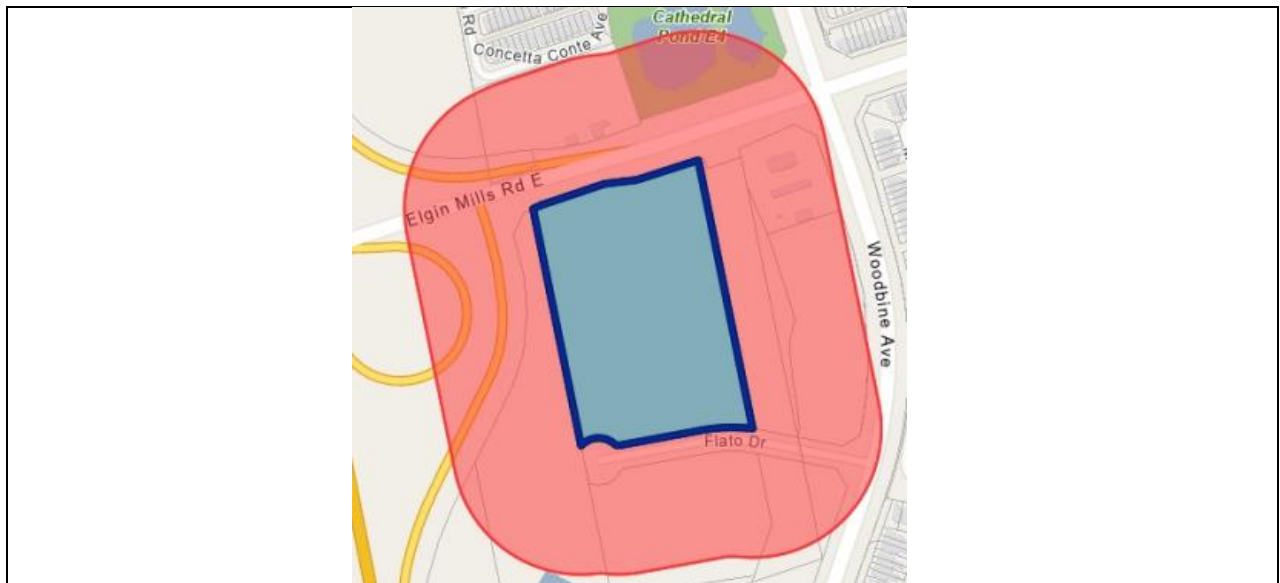 Rd
Concetta Conte Ave
Cathedral
Pond E4
Elgin Mills Rd E
Woodbine Ave
Flato Dr